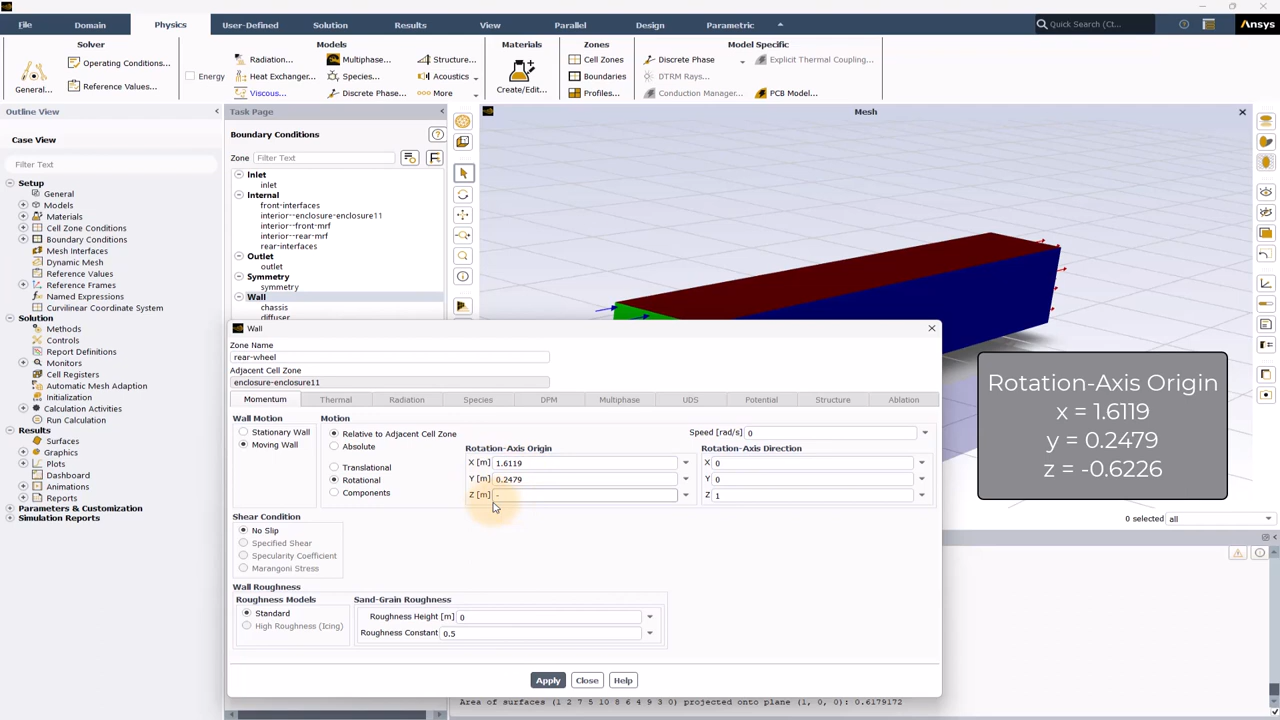 File
Domain
Physics
User-Defined
Solution
Results
View
Parallel
Design
Parametric
Quick Search (Ct...
Ansys
Solver
Models
Materials
Zones
Model Specific
General...
Operating Conditions...
Reference Values...
Energy
Radiation...
Heat Exchanger...
Viscous...
Multiphase...
Species...
Discrete Phase...
Structure...
Acoustics
More
Create/Edit...
Cell Zones
Boundaries
Profiles...
Discrete Phase
DTRM Rays...
Conduction Manager...
Explicit Thermal Coupling...
PCB Model...
Outline View
Case View
Filter Text
Setup
General
Models
Materials
Cell Zone Conditions
Boundary Conditions
Mesh Interfaces
Dynamic Mesh
Reference Values
Reference Frames
Named Expressions
Curvilinear Coordinate System
Solution
Methods
Controls
Report Definitions
Monitors
Cell Registers
Automatic Mesh Adaption
Initialization
Calculation Activities
Run Calculation
Results
Surfaces
Graphics
Plots
Dashboard
Animations
Reports
Parameters & Customization
Simulation Reports
Task Page
Boundary Conditions
Zone Filter Text
Inlet
inlet
Internal
front-interfaces
interior--enclosure-enclosure11
interior--front-mrf
interior--rear-mrf
rear-interfaces
Outlet
outlet
Symmetry
symmetry
Wall
chassis
diffuser
Mesh
Wall
Zone Name
rear-wheel
Adjacent Cell Zone
enclosure-enclosure11
Momentum
Thermal
Radiation
Species
DPM
Multiphase
UDS
Potential
Structure
Ablation
Wall Motion
Stationary Wall
Moving Wall
Motion
Relative to Adjacent Cell Zone
Absolute
Translational
Rotational
Components
Speed [rad/s] 0
Rotation-Axis Origin
X [m] 1.6119
Y [m] 0.2479
Z [m] -
Rotation-Axis Direction
X 0
Y 0
Z 1
Shear Condition
No Slip
Specified Shear
Specularity Coefficient
Marangoni Stress
Wall Roughness
Roughness Models
Standard
High Roughness (Icing)
Sand-Grain Roughness
Roughness Height [m] 0
Roughness Constant 0.5
Apply
Close
Help
Rotation-Axis Origin
x = 1.6119
y = 0.2479
z = -0.6226
0 selected all
Area of surfaces (1 2 7 5 10 8 6 4 9 3 0) projected onto plane (1, 0, 0): 0.6179172